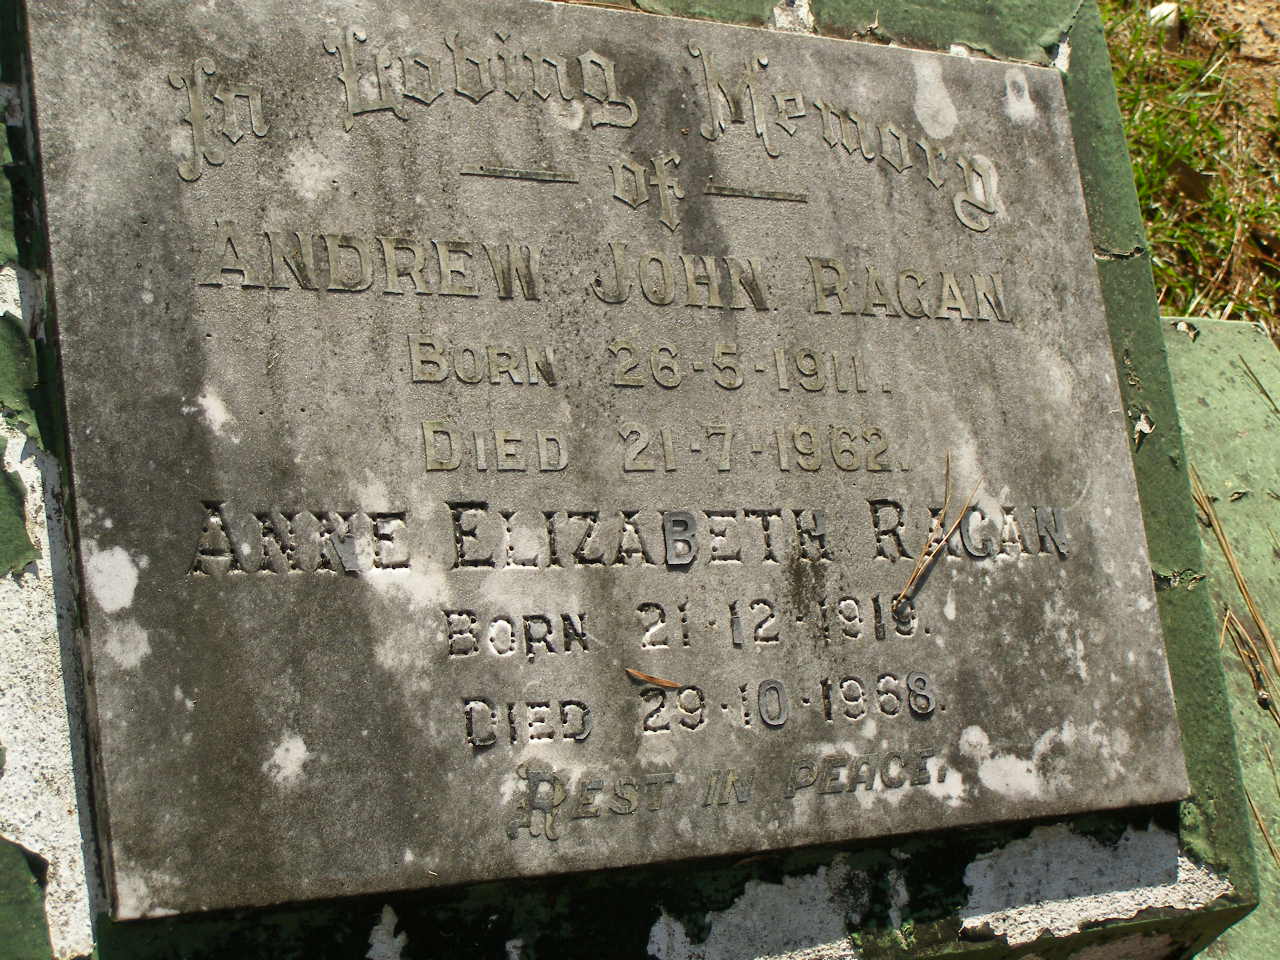 In Loving Memory
— of —
ANDREW JOHN RAGAN
BORN 26-5-1911.
DIED 21-7-1962.
ANNE ELIZABETH RAGAN
BORN 21·12·1919.
DIED 29·10·1968.
REST IN PEACE.